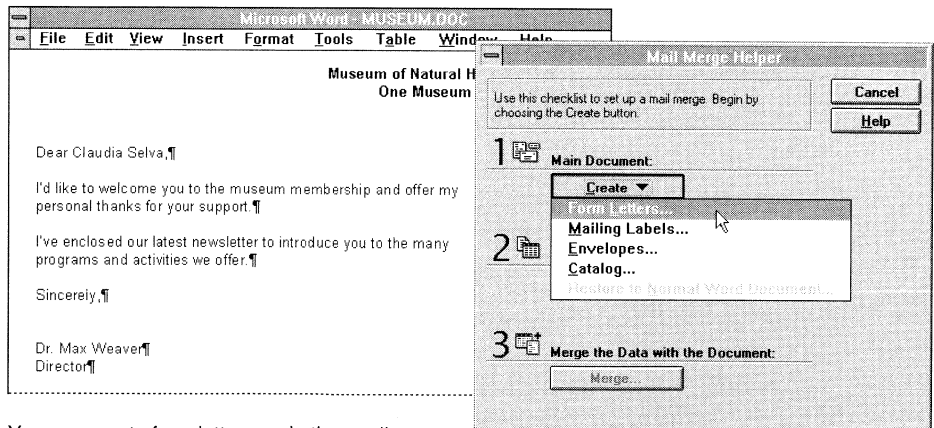 Microsoft Word - MUSEUM.DOC
File Edit View Insert Format Tools Table Window Help
Museum of Natural H
One Museum
Dear Claudia Selva,¶
I'd like to welcome you to the museum membership and offer my
personal thanks for your support.¶
I've enclosed our latest newsletter to introduce you to the many
programs and activities we offer.¶
Sincerely,¶
Dr. Max Weaver¶
Director¶
Mail Merge Helper
Use this checklist to set up a mail merge. Begin by
choosing the Create button.
Cancel
Help
1 Main Document:
Create
Form Letters...
Mailing Labels...
Envelopes...
Catalog...
Restore to Normal Word Document...
2
3 Merge the Data with the Document:
Merge...